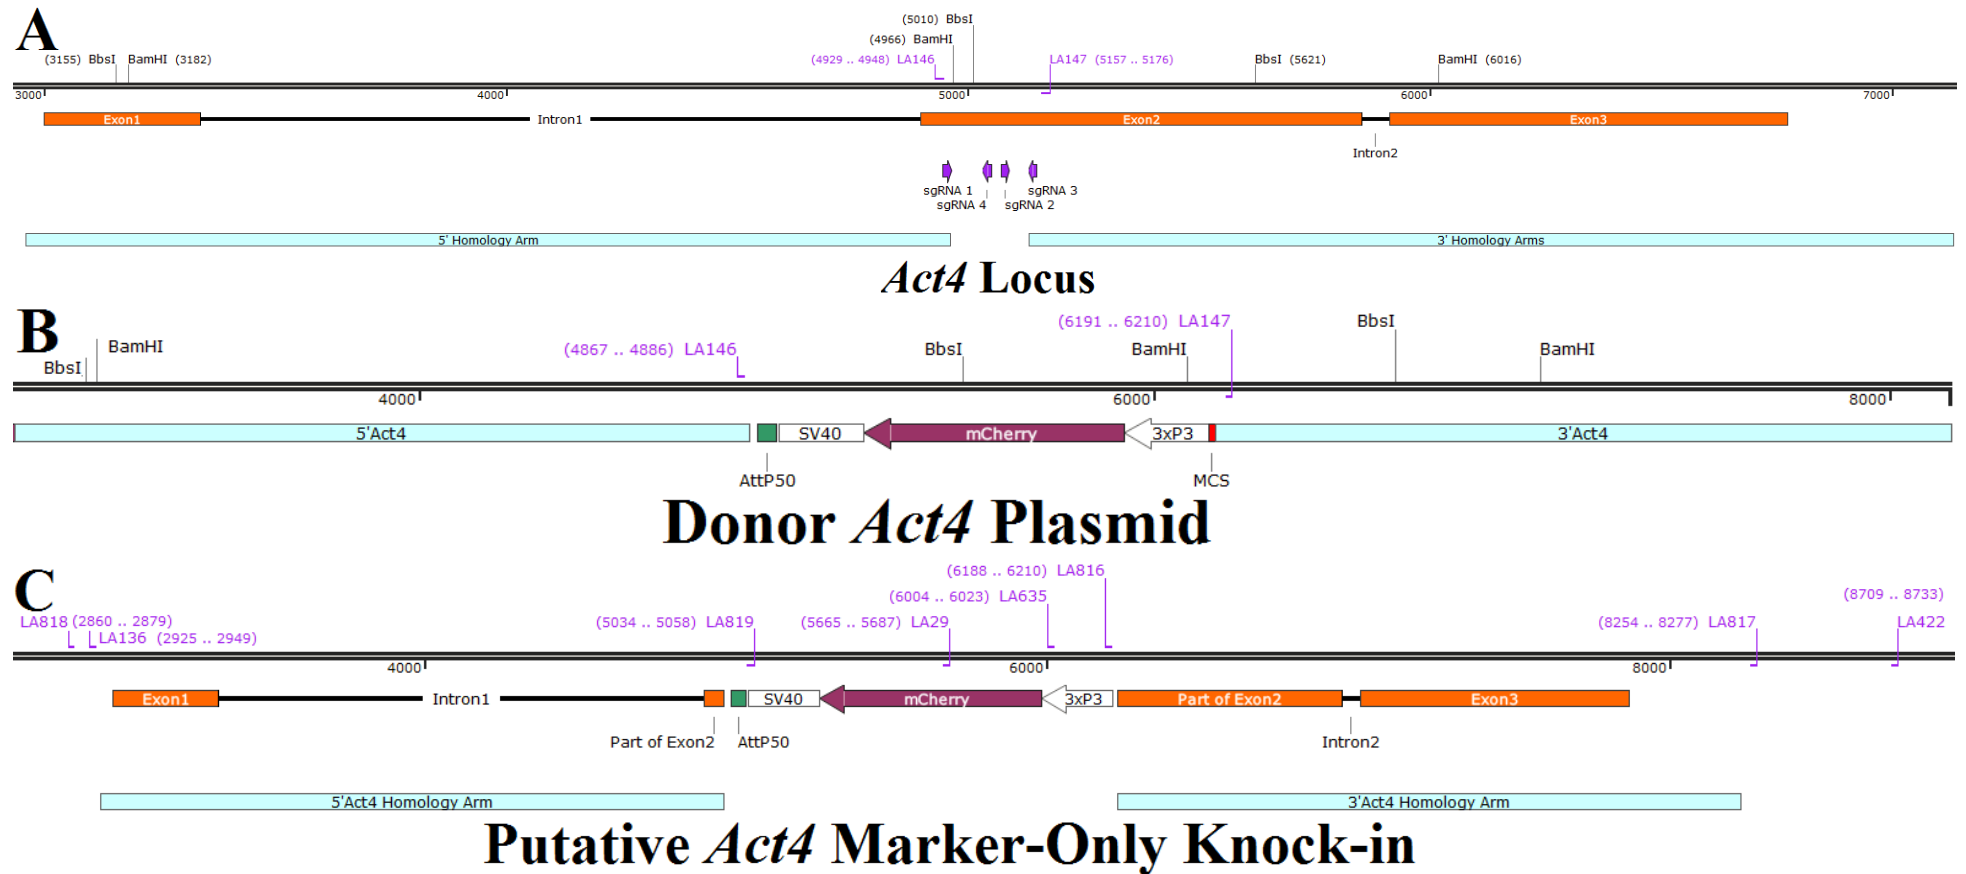 A
(5010) BbsI
(4966) BamHI
(3155) BbsI BamHI (3182) (4929 .. 4948) LA146 LA147 (5157 .. 5176) BbsI (5621) BamHI (6016)
3000 4000 5000 6000 7000
Exon1 Intron1 Exon2 Exon3
Intron2
sgRNA 1 sgRNA 3
sgRNA 4 sgRNA 2
5' Homology Arm 3' Homology Arms
Act4 Locus
B
(6191 .. 6210) LA147 BbsI
BamHI (4867 .. 4886) LA146 BbsI BamHI BamHI
BbsI
4000 6000 8000
5'Act4 SV40 mCherry 3xP3 3'Act4
AttP50 MCS
Donor Act4 Plasmid
C
(6188 .. 6210) LA816
(6004 .. 6023) LA635 (8709 .. 8733)
LA818 (2860 .. 2879) (5034 .. 5058) LA819 (5665 .. 5687) LA29 (8254 .. 8277) LA817 LA422
LA136 (2925 .. 2949)
4000 6000 8000
Exon1 Intron1 SV40 mCherry 3xP3 Part of Exon2 Exon3
Part of Exon2 AttP50 Intron2
5'Act4 Homology Arm 3'Act4 Homology Arm
Putative Act4 Marker-Only Knock-in